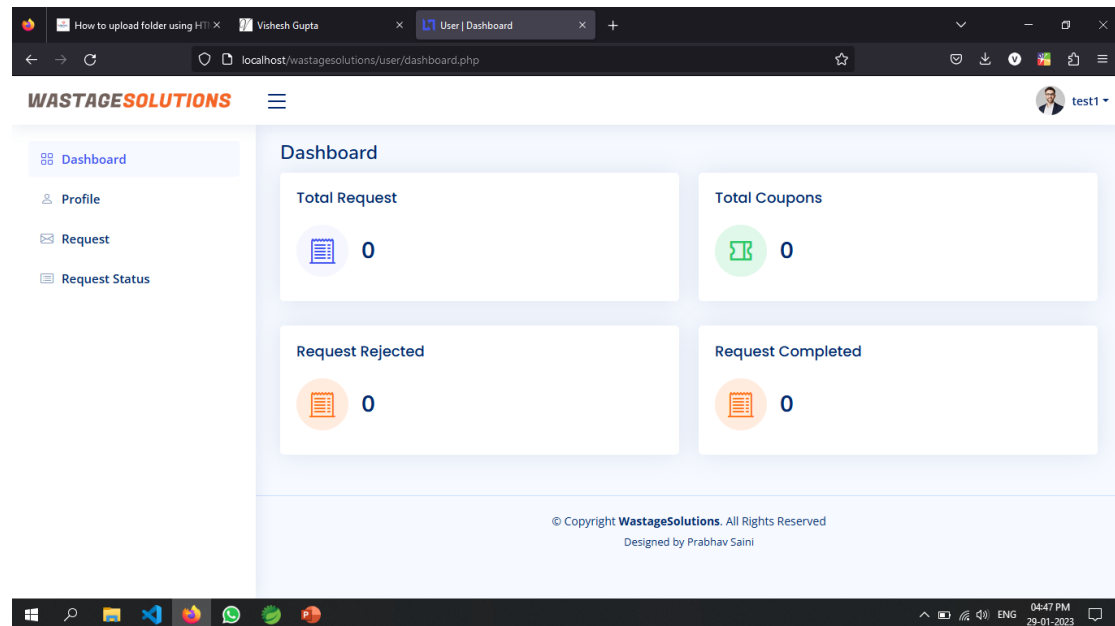 How to upload folder using HT
Vishesh Gupta
User | Dashboard
localhost/wastagesolutions/user/dashboard.php
WASTAGESOLUTIONS
test1
Dashboard
Profile
Request
Request Status
Dashboard
Total Request
0
Total Coupons
0
Request Rejected
0
Request Completed
0
© Copyright WastageSolutions. All Rights Reserved
Designed by Prabhav Saini
ENG
04:47 PM
29-01-2023